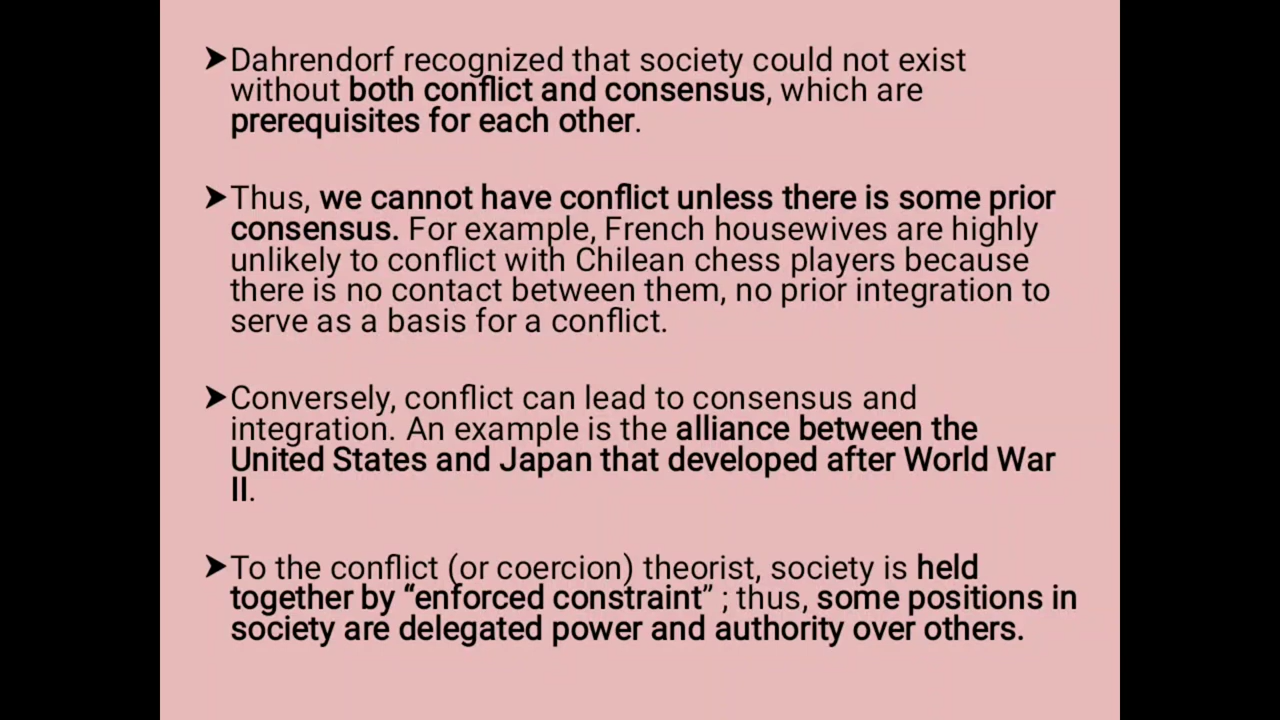 ➤Dahrendorf recognized that society could not exist
without both conflict and consensus, which are
prerequisites for each other.
➤Thus, we cannot have conflict unless there is some prior
consensus. For example, French housewives are highly
unlikely to conflict with Chilean chess players because
there is no contact between them, no prior integration to
serve as a basis for a conflict.
➤Conversely, conflict can lead to consensus and
integration. An example is the alliance between the
United States and Japan that developed after World War
II.
➤To the conflict (or coercion) theorist, society is held
together by “enforced constraint” ; thus, some positions in
society are delegated power and authority over others.